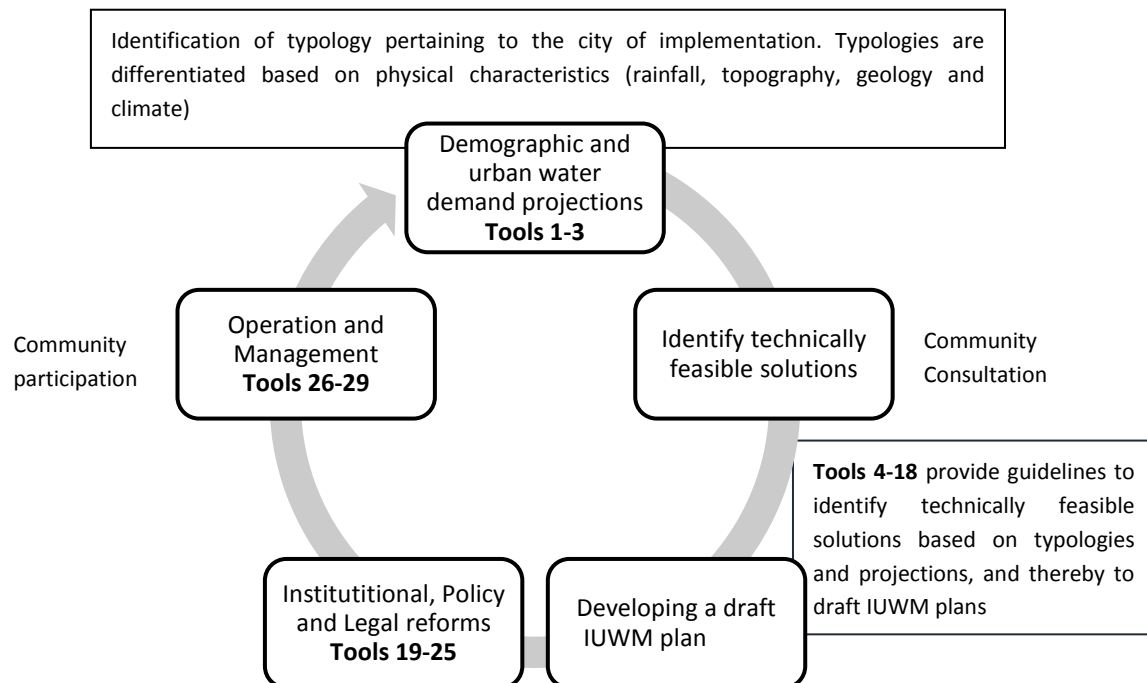 Identification of typology pertaining to the city of implementation. Typologies are
differentiated based on physical characteristics (rainfall, topography, geology and
climate)
Demographic and
urban water
demand projections
Tools 1-3
Operation and
Management
Tools 26-29
Community
participation
Identify technically
feasible solutions
Community
Consultation
Tools 4-18 provide guidelines to
identify technically feasible
solutions based on typologies
and projections, and thereby to
draft IUWM plans
Institutitional, Policy
and Legal reforms
Tools 19-25
Developing a draft
IUWM plan